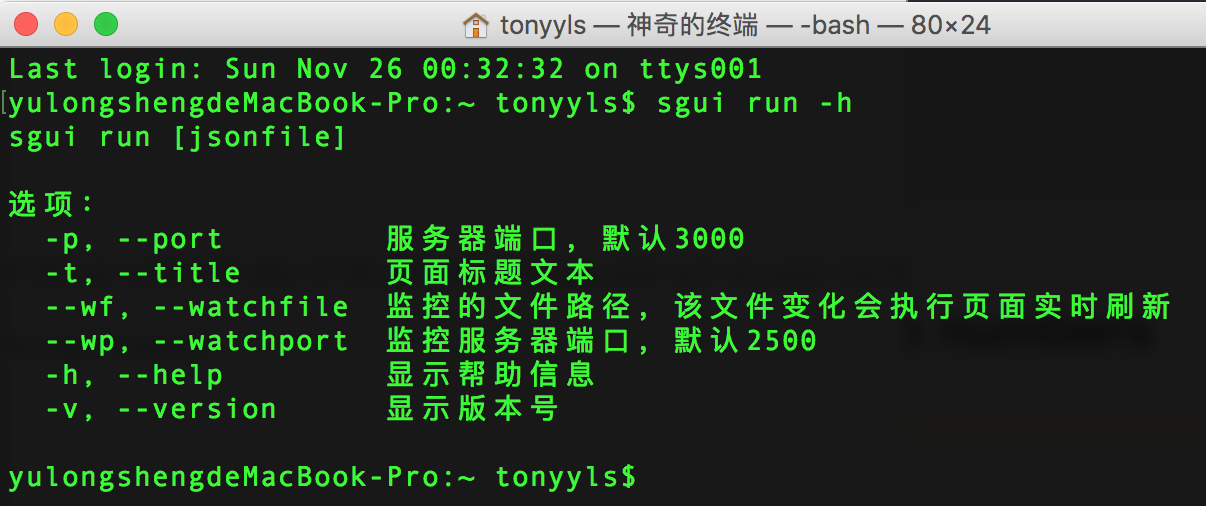 tonyyls — 神奇的终端 — -bash — 80×24
Last login: Sun Nov 26 00:32:32 on ttys001
[yulongshengdeMacBook-Pro:~ tonyyls$ sgui run -h
sgui run [jsonfile]
选项:
-p, --port 服务器端口, 默认3000
-t, --title 页面标题文本
--wf, --watchfile 监控的文件路径, 该文件变化会执行页面实时刷新
--wp, --watchport 监控服务器端口, 默认2500
-h, --help 显示帮助信息
-v, --version 显示版本号
yulongshengdeMacBook-Pro:~ tonyyls$